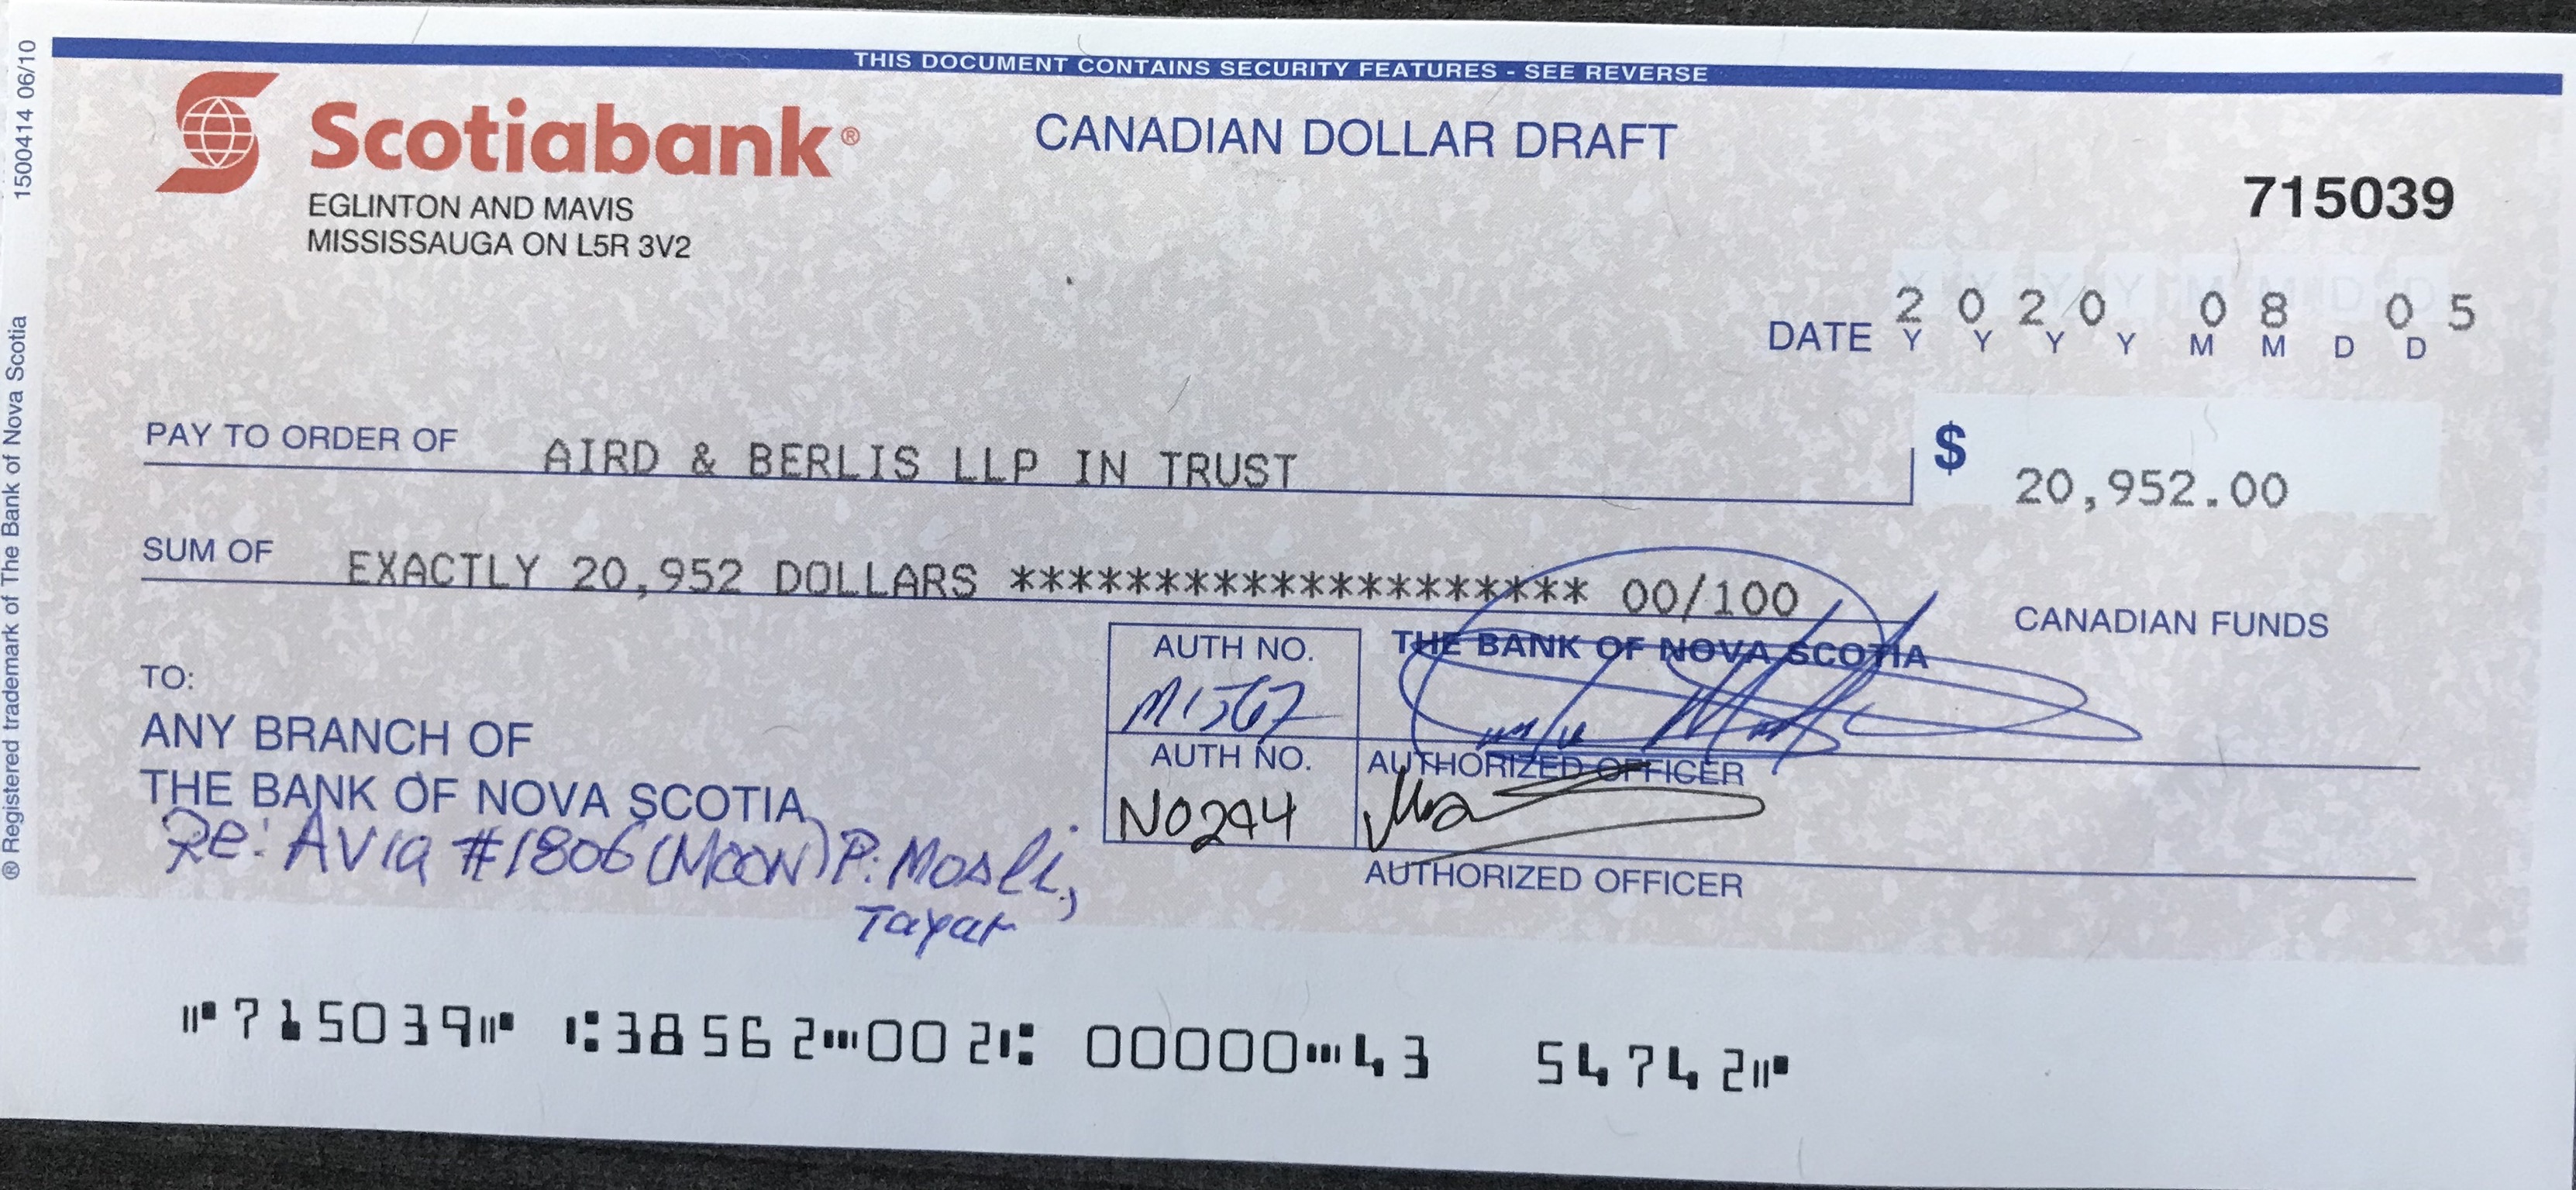 THIS DOCUMENT CONTAINS SECURITY FEATURES - SEE REVERSE
1500414 06/10
® Registered trademark of The Bank of Nova Scotia
Scotiabank®
CANADIAN DOLLAR DRAFT
EGLINTON AND MAVIS
MISSISSAUGA ON L5R 3V2
715039
DATE 2020 08 05
Y Y Y Y M M D D
PAY TO ORDER OF AIRD & BERLIS LLP IN TRUST $ 20,952.00
SUM OF EXACTLY 20,952 DOLLARS ******************* 00/100
CANADIAN FUNDS
TO:
ANY BRANCH OF
THE BANK OF NOVA SCOTIA
AUTH NO. THE BANK OF NOVA SCOTIA
M1567
AUTH NO. AUTHORIZED OFFICER
N0294
AUTHORIZED OFFICER
Re: Avia #1806 (Moon) P. Mosli,
Tayar
⑈715039⑈ ⑆38562⑉002⑆ 00000⑉43 54742⑈